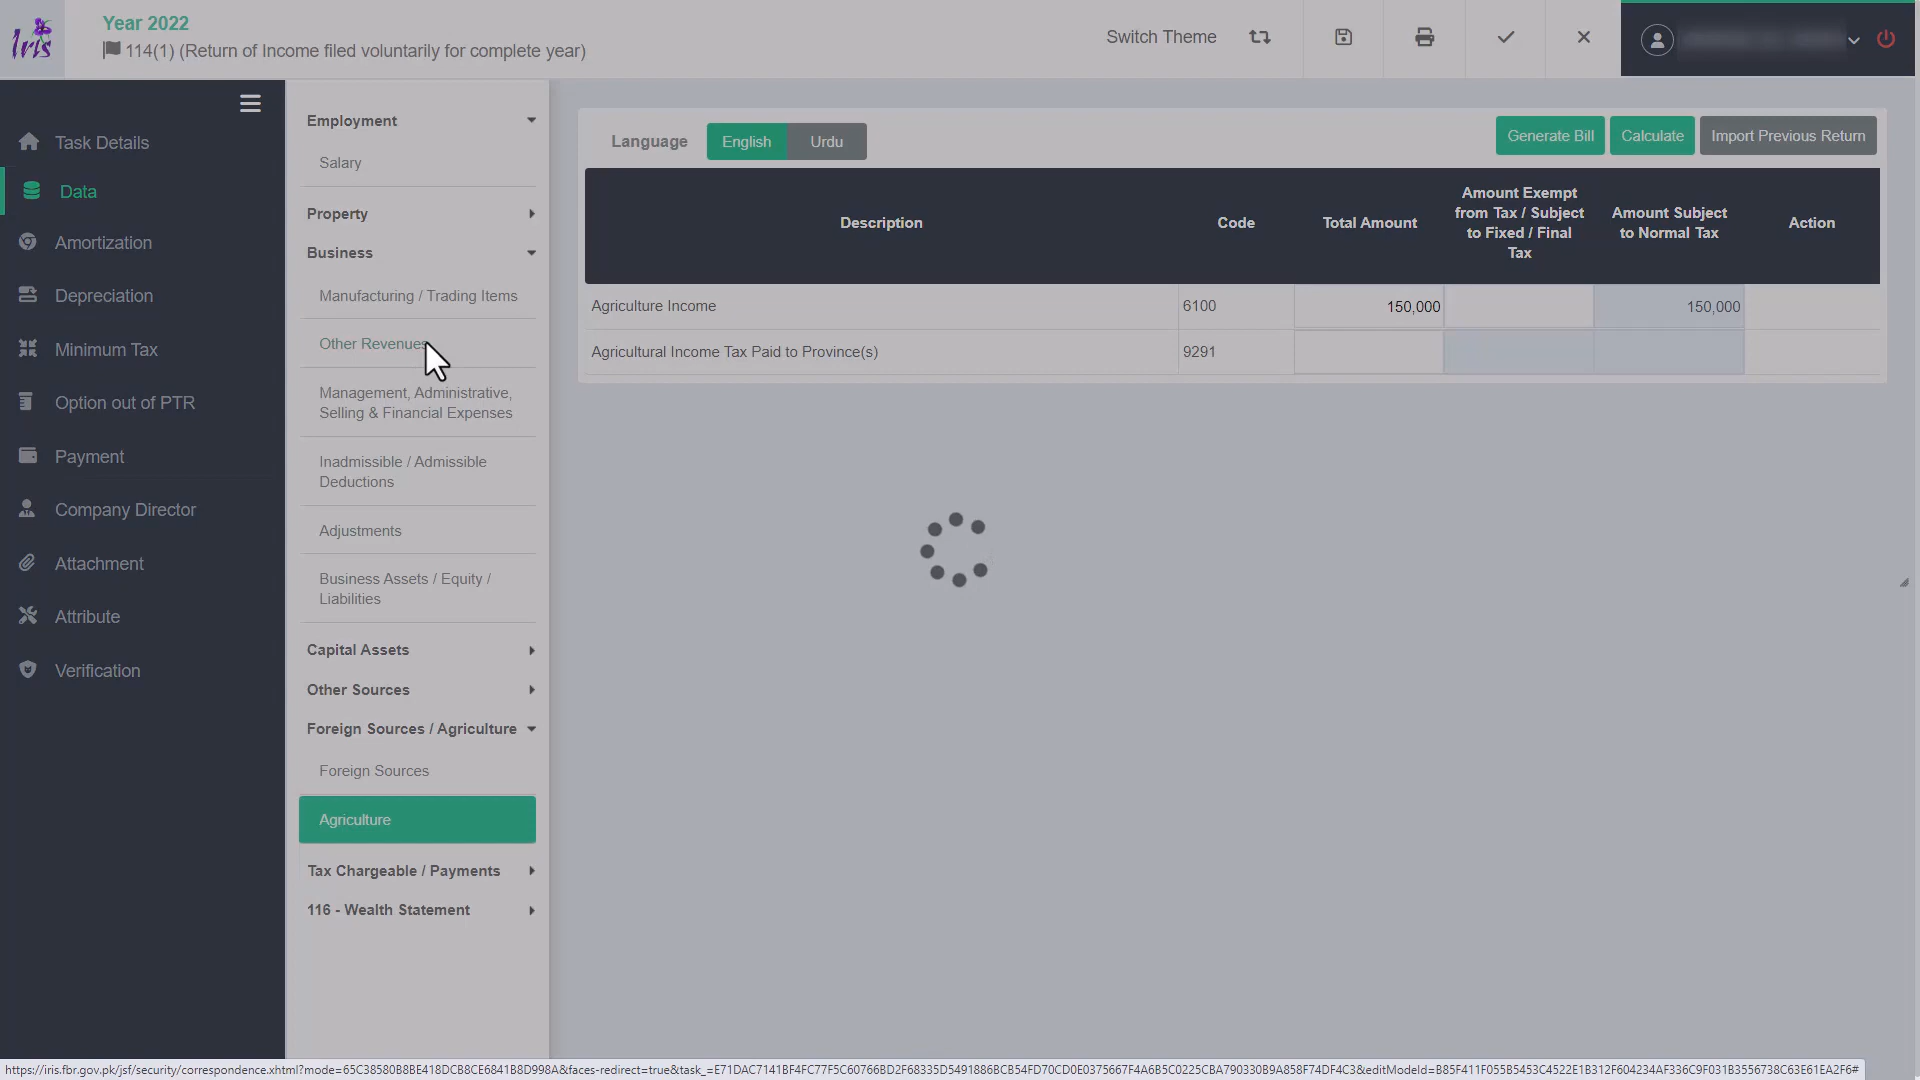 Iris
Year 2022
114(1) (Return of Income filed voluntarily for complete year)
Switch Theme
Task Details
Data
Amortization
Depreciation
Minimum Tax
Option out of PTR
Payment
Company Director
Attachment
Attribute
Verification
Employment
Salary
Property
Business
Manufacturing / Trading Items
Other Revenues
Management, Administrative,
Selling & Financial Expenses
Inadmissible / Admissible
Deductions
Adjustments
Business Assets / Equity /
Liabilities
Capital Assets
Other Sources
Foreign Sources / Agriculture
Foreign Sources
Agriculture
Tax Chargeable / Payments
116 - Wealth Statement
Language English Urdu
Generate Bill Calculate Import Previous Return
Description Code Total Amount Amount Exempt from Tax / Subject to Fixed / Final Tax Amount Subject to Normal Tax Action
Agriculture Income 6100 150,000 150,000
Agricultural Income Tax Paid to Province(s) 9291